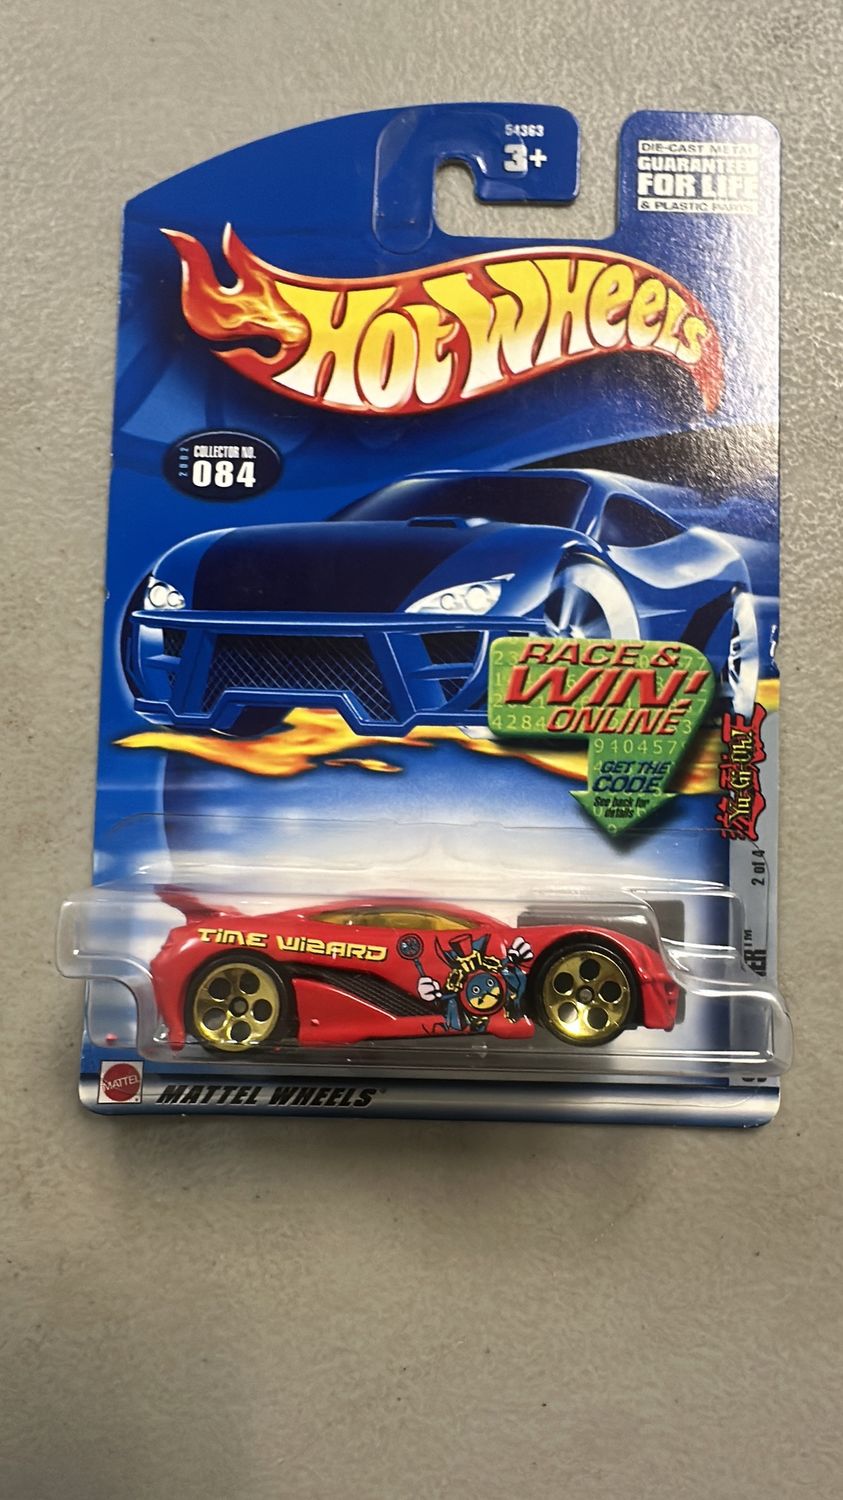 54363
3+
DIE-CAST METAL
GUARANTEED
FOR LIFE
& PLASTIC PARTS
HOT WHEELS
2002
COLLECTOR NO.
084
RACE &
WIN!
ONLINE
GET THE
CODE
See back for
details
Yu-Gi-Oh!
2 of 4
TIME WIZARD
MATTEL
MATTEL WHEELS